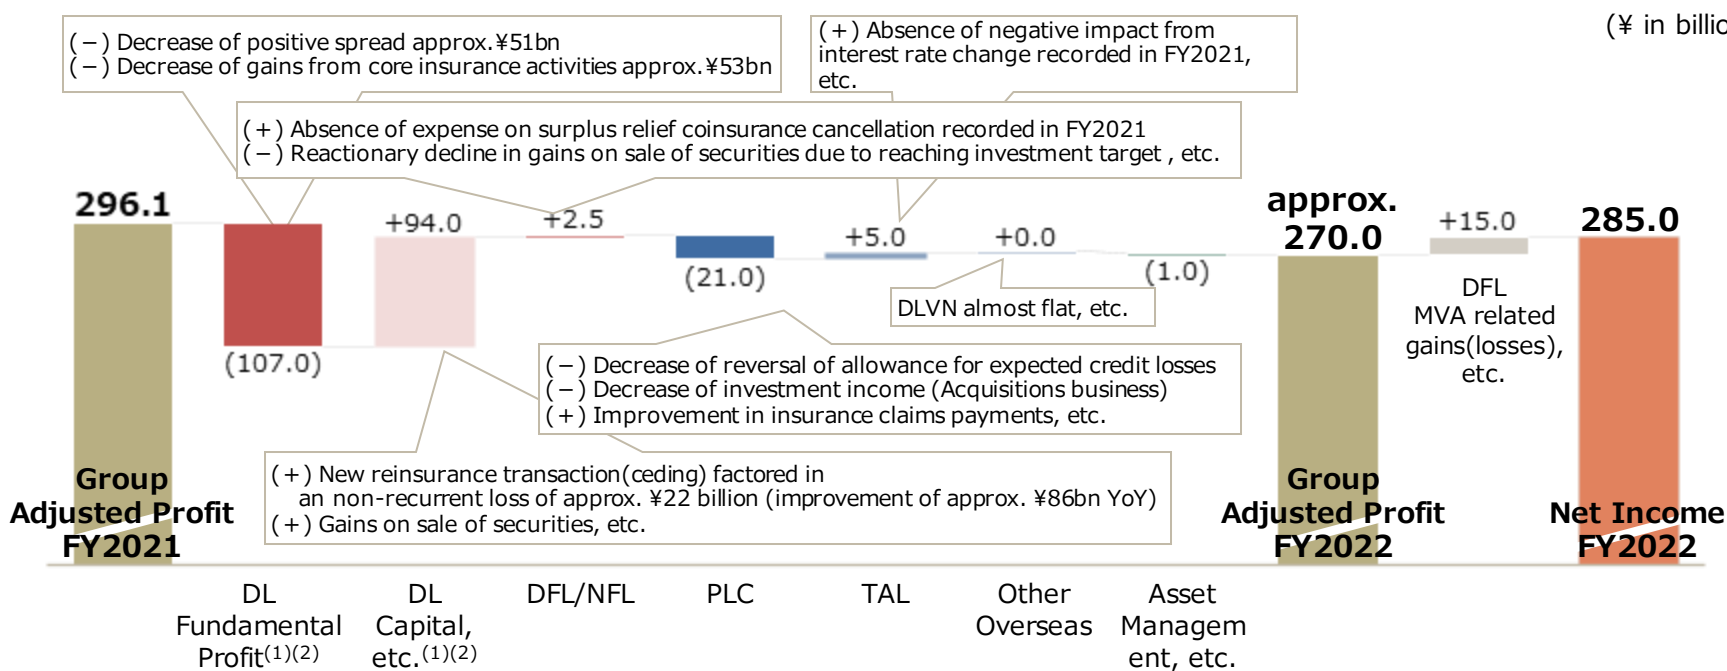 (¥ in billio
(−) Decrease of positive spread approx.¥51bn
(−) Decrease of gains from core insurance activities approx.¥53bn
(+) Absence of negative impact from
interest rate change recorded in FY2021,
etc.
(+) Absence of expense on surplus relief coinsurance cancellation recorded in FY2021
(−) Reactionary decline in gains on sale of securities due to reaching investment target , etc.
296.1
(107.0)
+94.0
+2.5
(21.0)
+5.0
+0.0
(1.0)
approx.
270.0
+15.0
285.0
DLVN almost flat, etc.
DFL
MVA related
gains(losses),
etc.
(−) Decrease of reversal of allowance for expected credit losses
(−) Decrease of investment income (Acquisitions business)
(+) Improvement in insurance claims payments, etc.
(+) New reinsurance transaction(ceding) factored in
an non-recurrent loss of approx. ¥22 billion (improvement of approx. ¥86bn YoY)
(+) Gains on sale of securities, etc.
Group
Adjusted Profit
FY2021
Group
Adjusted Profit
FY2022
Net Income
FY2022
DL
Fundamental
Profit(1)(2)
DL
Capital,
etc.(1)(2)
DFL/NFL
PLC
TAL
Other
Overseas
Asset
Managem
ent, etc.